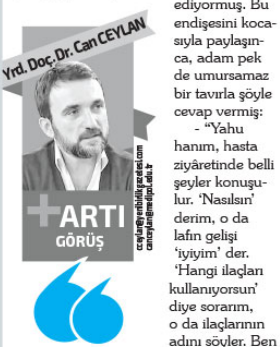 Yrd. Doç. Dr. Can CEYLAN
ccaylan@yenibirlikgazetesi.com
canceylan@medipol.edu.tr
+ARTI
GÖRÜŞ
ediyormuş. Bu
endişesini koca-
sıyla paylaşın-
ca, adam pek
de umursamaz
bir tavırla şöyle
cevap vermiş:
- “Yahu
hanım, hasta
ziyâretinde belli
şeyler konuşu-
lur. ‘Nasılsın’
derim, o da
lafın gelişi
‘iyiyim’ der.
‘Hangi ilaçları
kullanıyorsun’
diye sorarım,
o da ilaçlarının
adını söyler. Ben